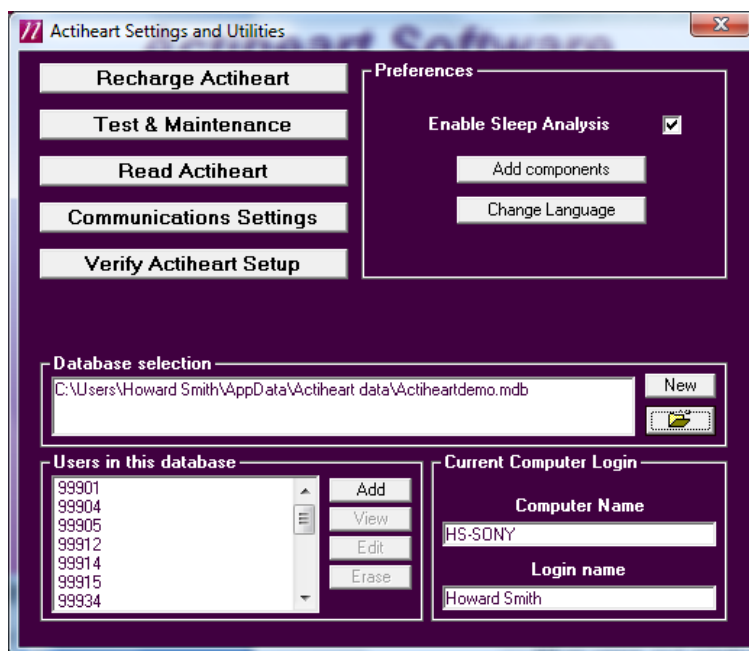 Actiheart Settings and Utilities
Actiheart Software
Recharge Actiheart
Test & Maintenance
Read Actiheart
Communications Settings
Verify Actiheart Setup
Preferences
Enable Sleep Analysis
Add components
Change Language
Database selection
C:\Users\Howard Smith\AppData\Actiheart data\Actiheartdemo.mdb
New
Users in this database
99901
99904
99905
99912
99914
99915
99934
Add
View
Edit
Erase
Current Computer Login
Computer Name
HS-SONY
Login name
Howard Smith